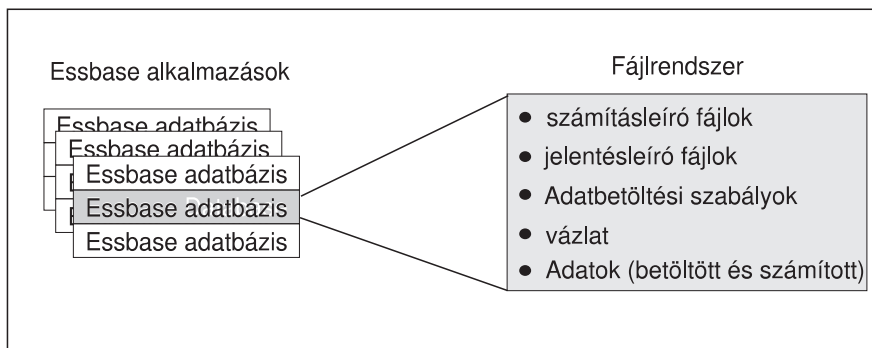 Essbase alkalmazások
Essbase adatbázis
Essbase adatbázis
Essbase adatbázis
Essbase adatbázis
Essbase adatbázis
Fájlrendszer
• számításleíró fájlok
• jelentésleíró fájlok
• Adatbetöltési szabályok
• vázlat
• Adatok (betöltött és számított)